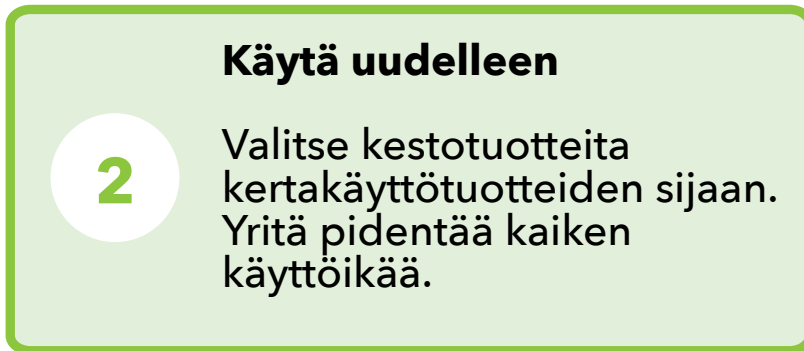 Käytä uudelleen
2
Valitse kestotuotteita
kertakäyttötuotteiden sijaan.
Yritä pidentää kaiken
käyttöikää.